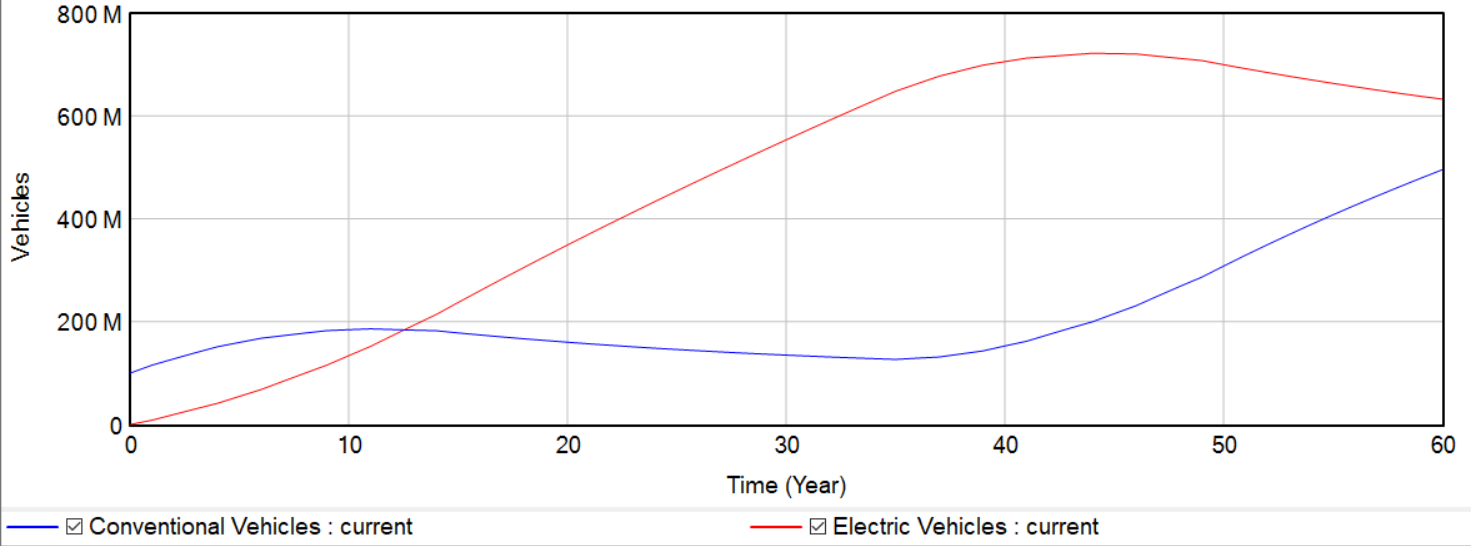 800 M
600 M
400 M
200 M
0
Vehicles
0 10 20 30 40 50 60
Time (Year)
Conventional Vehicles : current
Electric Vehicles : current